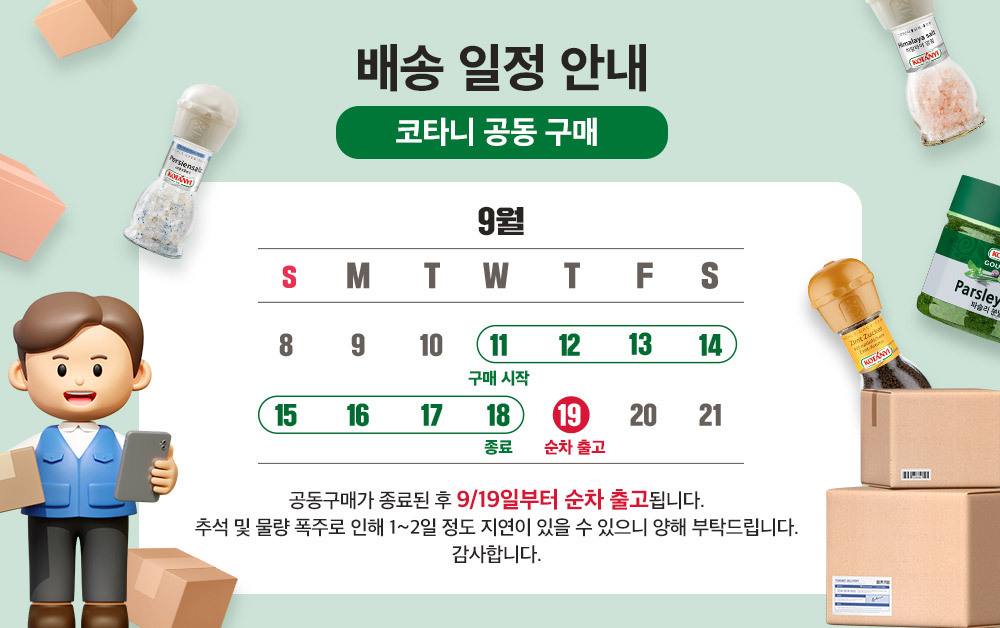 배송 일정 안내
코타니 공동 구매
Himalaya salt
KOTÁNYI
Persiensalz
KOTÁNYI
9월
S M T W T F S
8 9 10 11 12 13 14
구매 시작
15 16 17 18 19 20 21
종료 순차 출고
Parsley
Zimt Zucker
KOTÁNYI
공동구매가 종료된 후 9/19일부터 순차 출고됩니다.
추석 및 물량 폭주로 인해 1~2일 정도 지연이 있을 수 있으니 양해 부탁드립니다.
감사합니다.